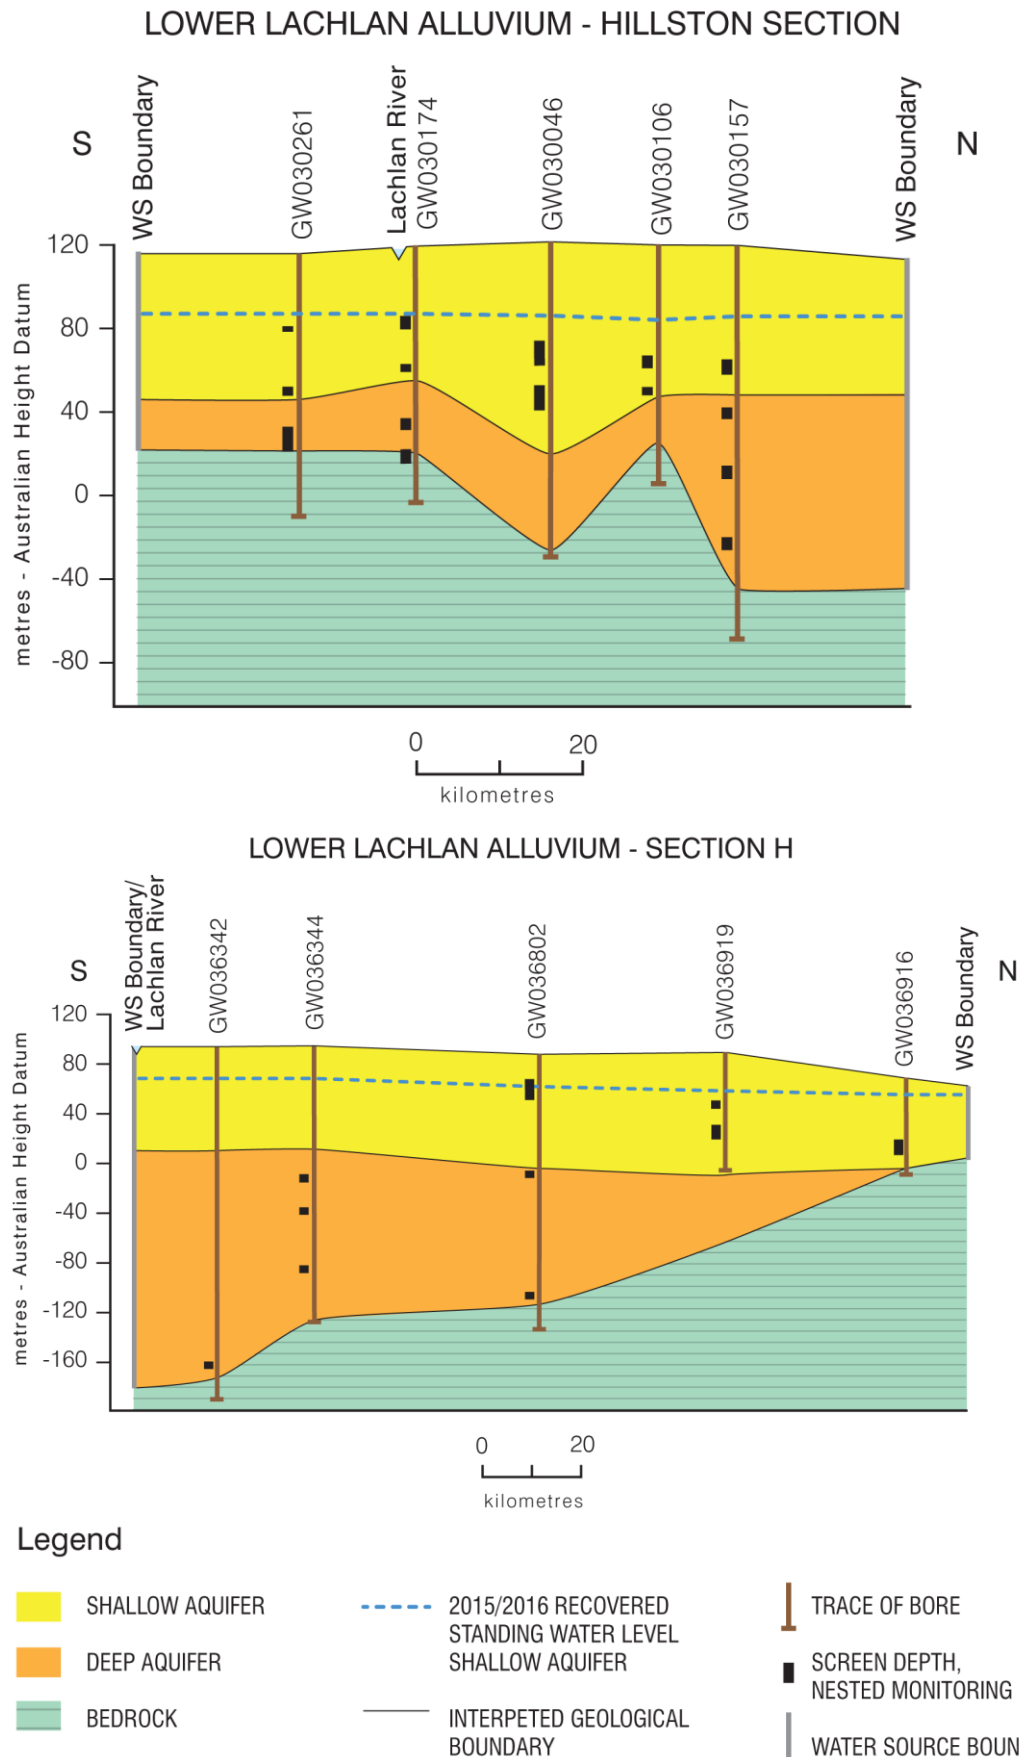 LOWER LACHLAN ALLUVIUM - HILLSTON SECTION
S
WS Boundary
GW030261
Lachlan River
GW030174
GW030046
GW030106
GW030157
WS Boundary
N
metres - Australian Height Datum
120
80
40
0
-40
-80
0 20
kilometres
LOWER LACHLAN ALLUVIUM - SECTION H
S
WS Boundary/
Lachlan River
GW036342
GW036344
GW036802
GW036919
GW036916
WS Boundary
N
metres - Australian Height Datum
120
80
40
0
-40
-80
-120
-160
0 20
kilometres
Legend
SHALLOW AQUIFER
DEEP AQUIFER
BEDROCK
2015/2016 RECOVERED
STANDING WATER LEVEL
SHALLOW AQUIFER
INTERPETED GEOLOGICAL
BOUNDARY
TRACE OF BORE
SCREEN DEPTH,
NESTED MONITORING
WATER SOURCE BOUN